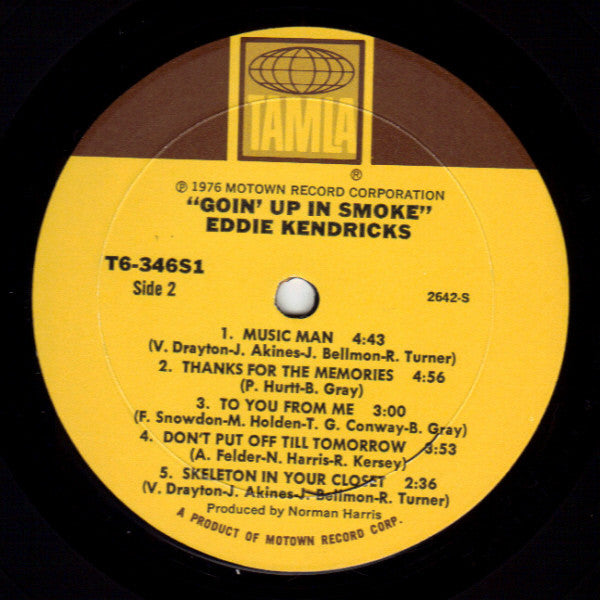 TAMLA
®
℗ 1976 MOTOWN RECORD CORPORATION
"GOIN' UP IN SMOKE"
EDDIE KENDRICKS
T6-346S1
Side 2
2642-S
1. MUSIC MAN 4:43
(V. Drayton-J. Akines-J. Bellmon-R. Turner)
2. THANKS FOR THE MEMORIES 4:56
(P. Hurtt-B. Gray)
3. TO YOU FROM ME 3:00
(F. Snowdon-M. Holden-T. G. Conway-B. Gray)
4. DON'T PUT OFF TILL TOMORROW 3:53
(A. Felder-N. Harris-R. Kersey)
5. SKELETON IN YOUR CLOSET 2:36
(V. Drayton-J. Akines-J. Bellmon-R. Turner)
Produced by Norman Harris
A PRODUCT OF MOTOWN RECORD CORP.